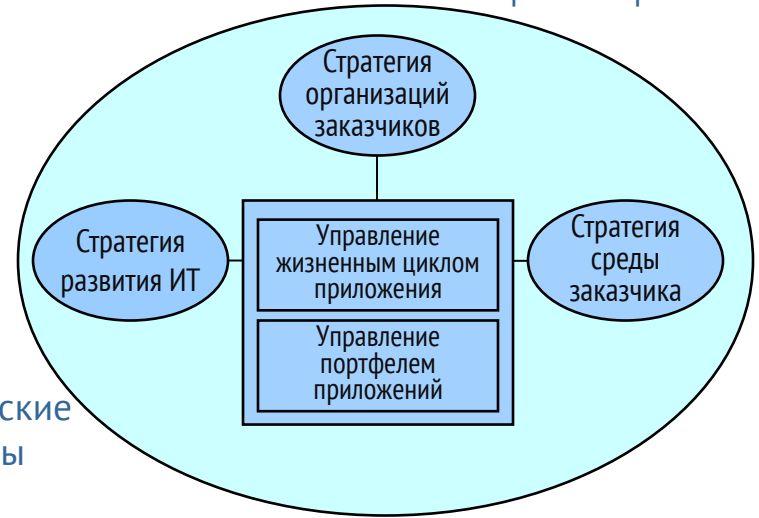 Стратегия
организаций
заказчиков
Стратегия
развития ИТ
Управление
жизненным циклом
приложения
Стратегия
среды
заказчика
Управление
портфелем
приложений
ские
ы